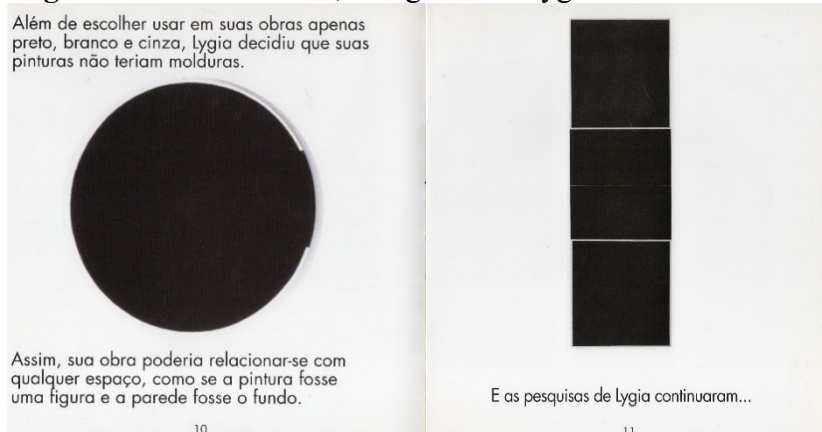 Além de escolher usar em suas obras apenas
preto, branco e cinza, Lygia decidiu que suas
pinturas não teriam molduras.
Assim, sua obra poderia relacionar-se com
qualquer espaço, como se a pintura fosse
uma figura e a parede fosse o fundo.
10
E as pesquisas de Lygia continuaram...
11